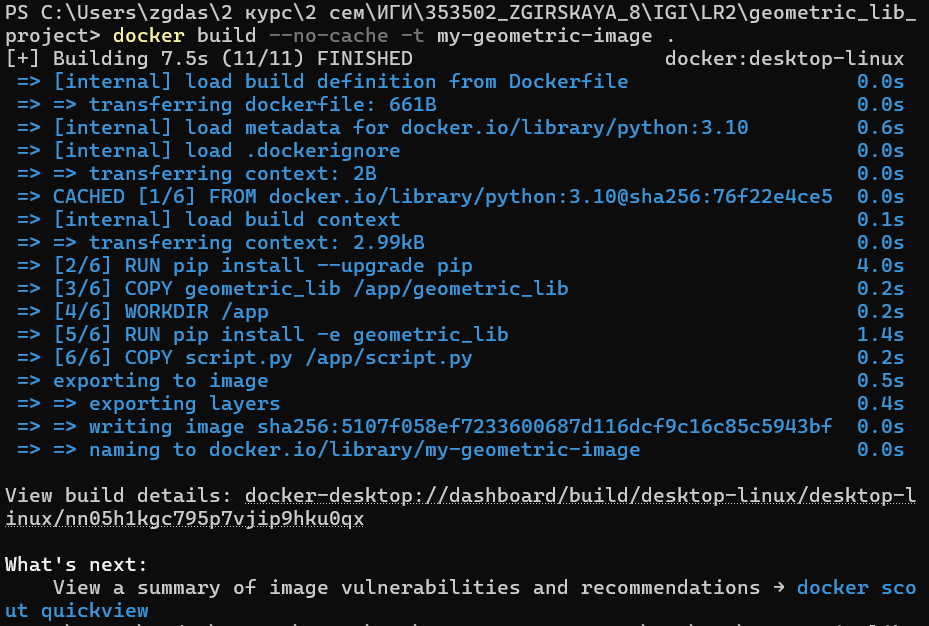 PS C:\Users\zgdas\2 курс\2 сем\ИГИ\353502_ZGIRSKAYA_8\IGI\LR2\geometric_lib_
project> docker build --no-cache -t my-geometric-image .
[+] Building 7.5s (11/11) FINISHED docker:desktop-linux
=> [internal] load build definition from Dockerfile 0.0s
=> => transferring dockerfile: 661B 0.0s
=> [internal] load metadata for docker.io/library/python:3.10 0.6s
=> [internal] load .dockerignore 0.0s
=> => transferring context: 2B 0.0s
=> CACHED [1/6] FROM docker.io/library/python:3.10@sha256:76f22e4ce5 0.0s
=> [internal] load build context 0.1s
=> => transferring context: 2.99kB 0.0s
=> [2/6] RUN pip install --upgrade pip 4.0s
=> [3/6] COPY geometric_lib /app/geometric_lib 0.2s
=> [4/6] WORKDIR /app 0.2s
=> [5/6] RUN pip install -e geometric_lib 1.4s
=> [6/6] COPY script.py /app/script.py 0.2s
=> exporting to image 0.5s
=> => exporting layers 0.4s
=> => writing image sha256:5107f058ef7233600687d116dcf9c16c85c5943bf 0.0s
=> => naming to docker.io/library/my-geometric-image 0.0s
View build details: docker-desktop://dashboard/build/desktop-linux/desktop-l
inux/nn05h1kgc795p7vjip9hku0qx
What's next:
View a summary of image vulnerabilities and recommendations → docker sco
ut quickview